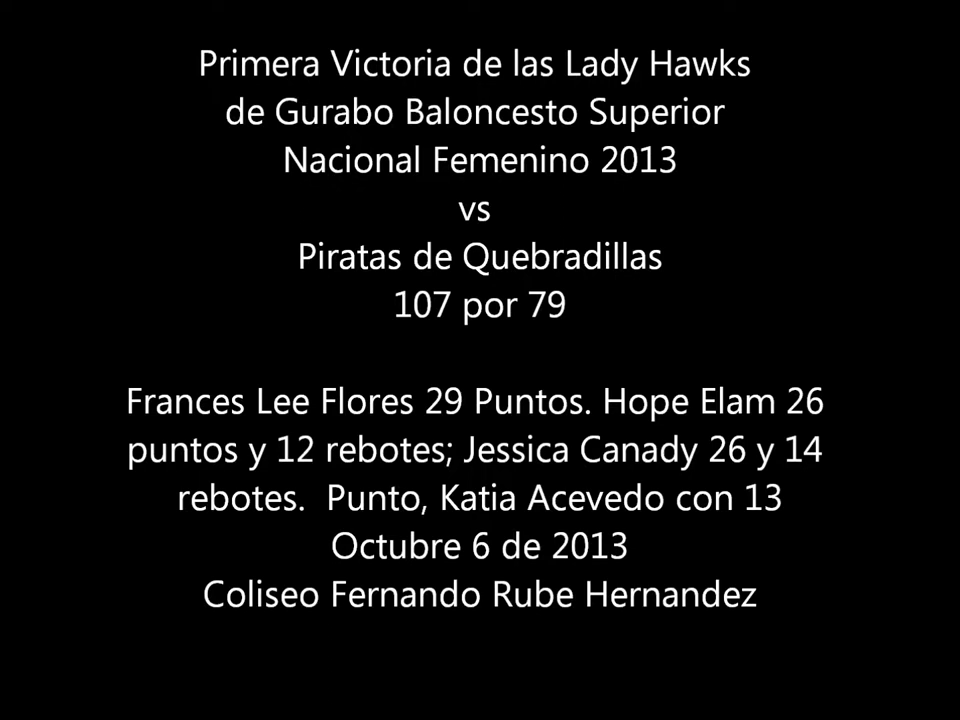 Primera Victoria de las Lady Hawks
de Gurabo Baloncesto Superior
Nacional Femenino 2013
vs
Piratas de Quebradillas
107 por 79
Frances Lee Flores 29 Puntos. Hope Elam 26
puntos y 12 rebotes; Jessica Canady 26 y 14
rebotes.  Punto, Katia Acevedo con 13
Octubre 6 de 2013
Coliseo Fernando Rube Hernandez